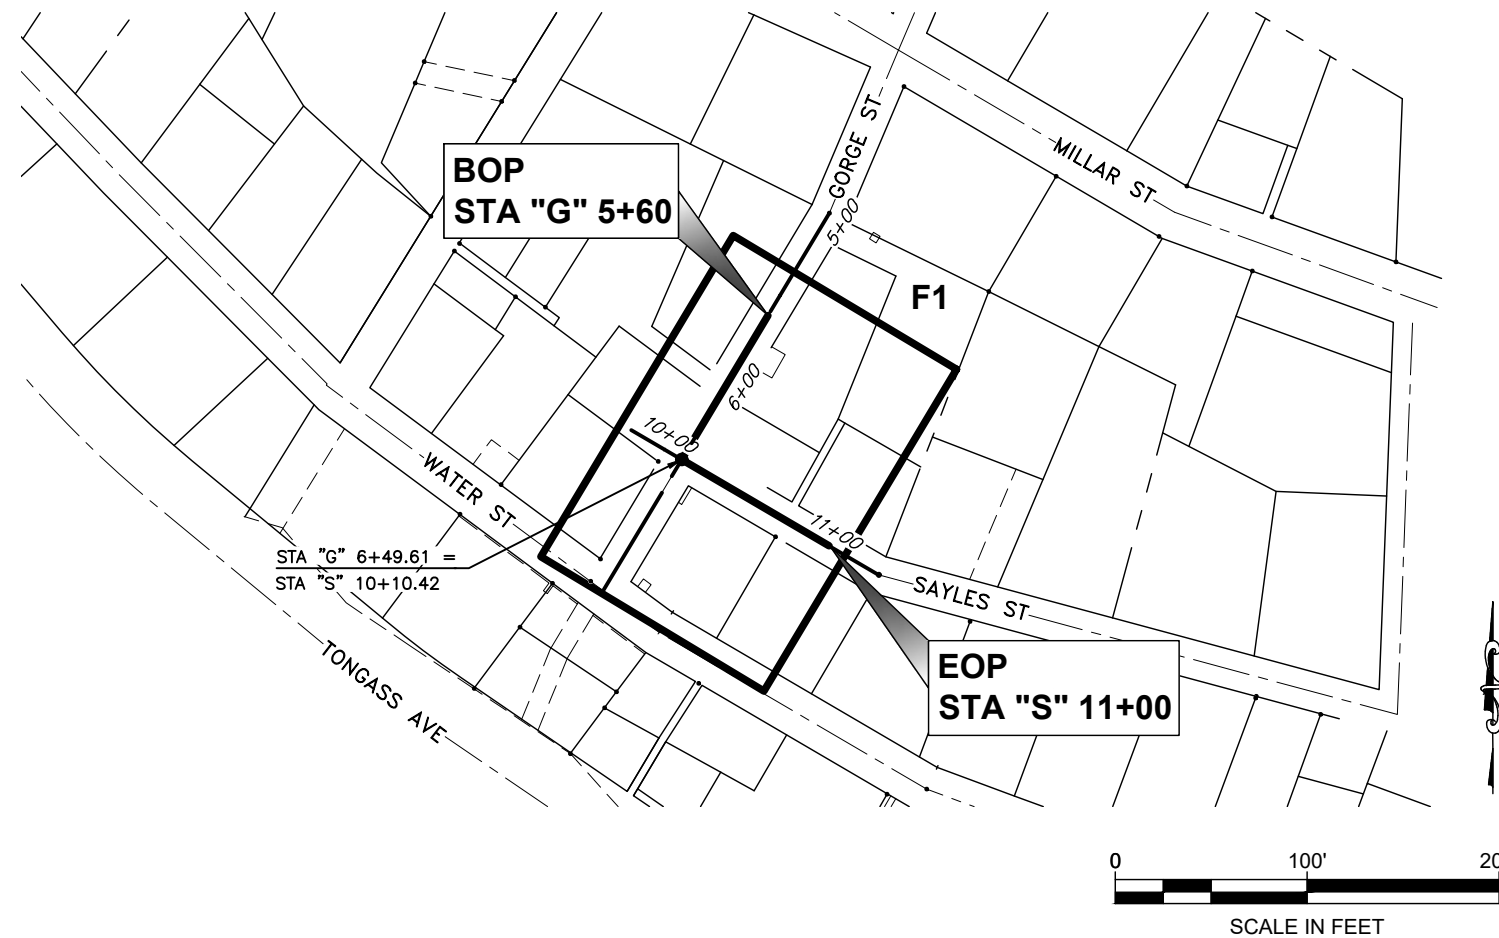 GORGE ST
MILLAR ST
BOP
STA "G" 5+60
5+00
F1
6+00
10+00
WATER ST
11+00
STA "G" 6+49.61 =
STA "S" 10+10.42
SAYLES ST
TONGASS AVE
EOP
STA "S" 11+00
0 100' 20
SCALE IN FEET